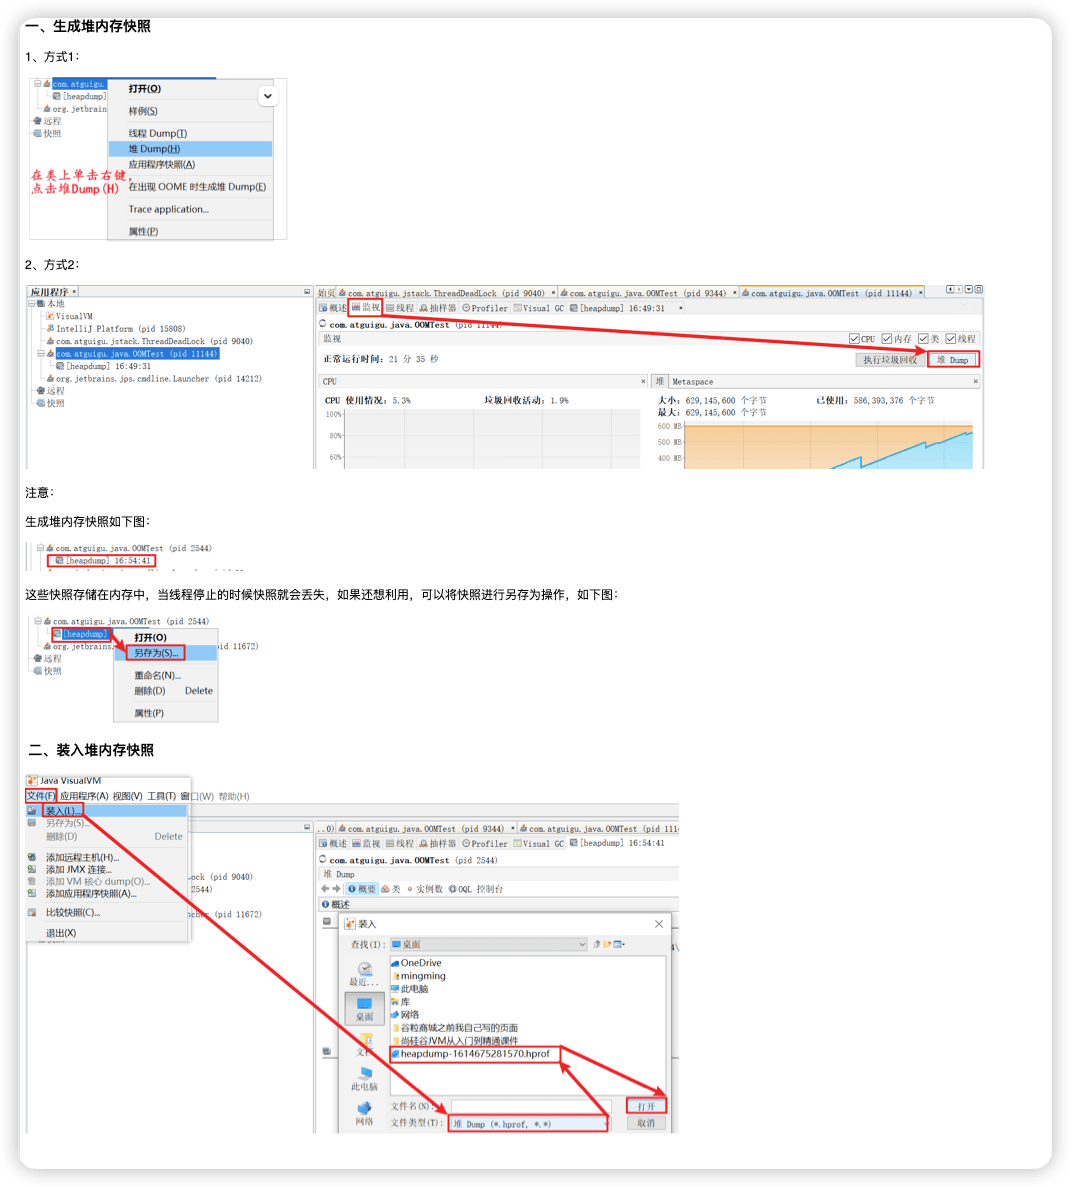 一、生成堆内存快照
1、方式1：
com.atguigu.
[heapdump]
org.jetbrain
远程
快照
打开(O)
样例(S)
线程 Dump(T)
堆 Dump(H)
应用程序快照(A)
在出现 OOME 时生成堆 Dump(E)
Trace application...
属性(P)
在类上单击右键，
点击堆Dump(H)
2、方式2：
应用程序 ×
本地
VisualVM
IntelliJ Platform (pid 15808)
com.atguigu.jstack.ThreadDeadLock (pid 9040)
com.atguigu.java.OOMTest (pid 11144)
[heapdump] 16:49:31
org.jetbrains.jps.cmdline.Launcher (pid 14212)
远程
快照
始页 com.atguigu.jstack.ThreadDeadLock (pid 9040) × com.atguigu.java.OOMTest (pid 9344) × com.atguigu.java.OOMTest (pid 11144) ×
概述 监视 线程 抽样器 Profiler Visual GC [heapdump] 16:49:31 ×
com.atguigu.java.OOMTest (pid 11144)
监视
CPU 内存 类 线程
正常运行时间: 21 分 35 秒
执行垃圾回收 堆 Dump
CPU ×
堆 Metaspace ×
CPU 使用情况: 5.3% 垃圾回收活动: 1.9%
大小: 629,145,600 个字节 已使用: 586,393,376 个字节
最大: 629,145,600 个字节
100%
80%
60%
600 MB
500 MB
400 MB
注意：
生成堆内存快照如下图：
com.atguigu.java.OOMTest (pid 2544)
[heapdump] 16:54:41
这些快照存储在内存中，当线程停止的时候快照就会丢失，如果还想利用，可以将快照进行另存为操作，如下图：
com.atguigu.java.OOMTest (pid 2544)
[heapdump]
org.jetbrains. pid 11672)
远程
快照
打开(O)
另存为(S)...
重命名(N)...
删除(D) Delete
属性(P)
二、装入堆内存快照
Java VisualVM
文件(F) 应用程序(A) 视图(V) 工具(T) 窗口(W) 帮助(H)
装入(L)...
另存为(S)...
删除(D) Delete
添加远程主机(H)...
添加 JMX 连接...
添加 VM 核心 dump(O)...
添加应用程序快照(A)...
比较快照(C)...
退出(X)
Lock (pid 9040)
2544)
cher (pid 11672)
..0) com.atguigu.java.OOMTest (pid 9344) × com.atguigu.java.OOMTest (pid 1114
概述 监视 线程 抽样器 Profiler Visual GC [heapdump] 16:54:41
com.atguigu.java.OOMTest (pid 2544)
堆 Dump
概要 类 实例数 OQL 控制台
概述
装入
查找(I): 桌面
最近...
桌面
文档
此电脑
网络
OneDrive
mingming
此电脑
库
网络
谷粒商城之前我自己写的页面
尚硅谷JVM从入门到精通课件
heapdump-1614675281570.hprof
文件名(N): 打开
文件类型(T): 堆 Dump (*.hprof, *.*) 取消